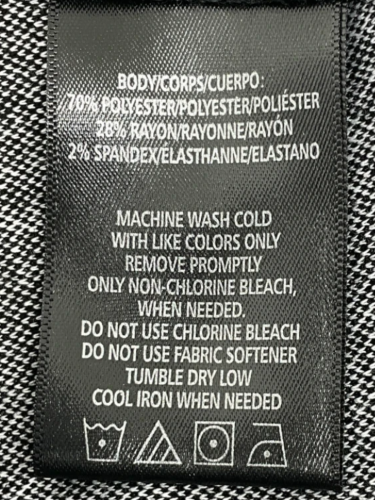 BODY/CORPS/CUERPO:
70% POLYESTER/POLYESTER/POLIÉSTER
28% RAYON/RAYONNE/RAYÓN
2% SPANDEX/ÉLASTHANNE/ELASTANO
MACHINE WASH COLD
WITH LIKE COLORS ONLY
REMOVE PROMPTLY
ONLY NON-CHLORINE BLEACH,
WHEN NEEDED.
DO NOT USE CHLORINE BLEACH
DO NOT USE FABRIC SOFTENER
TUMBLE DRY LOW
COOL IRON WHEN NEEDED